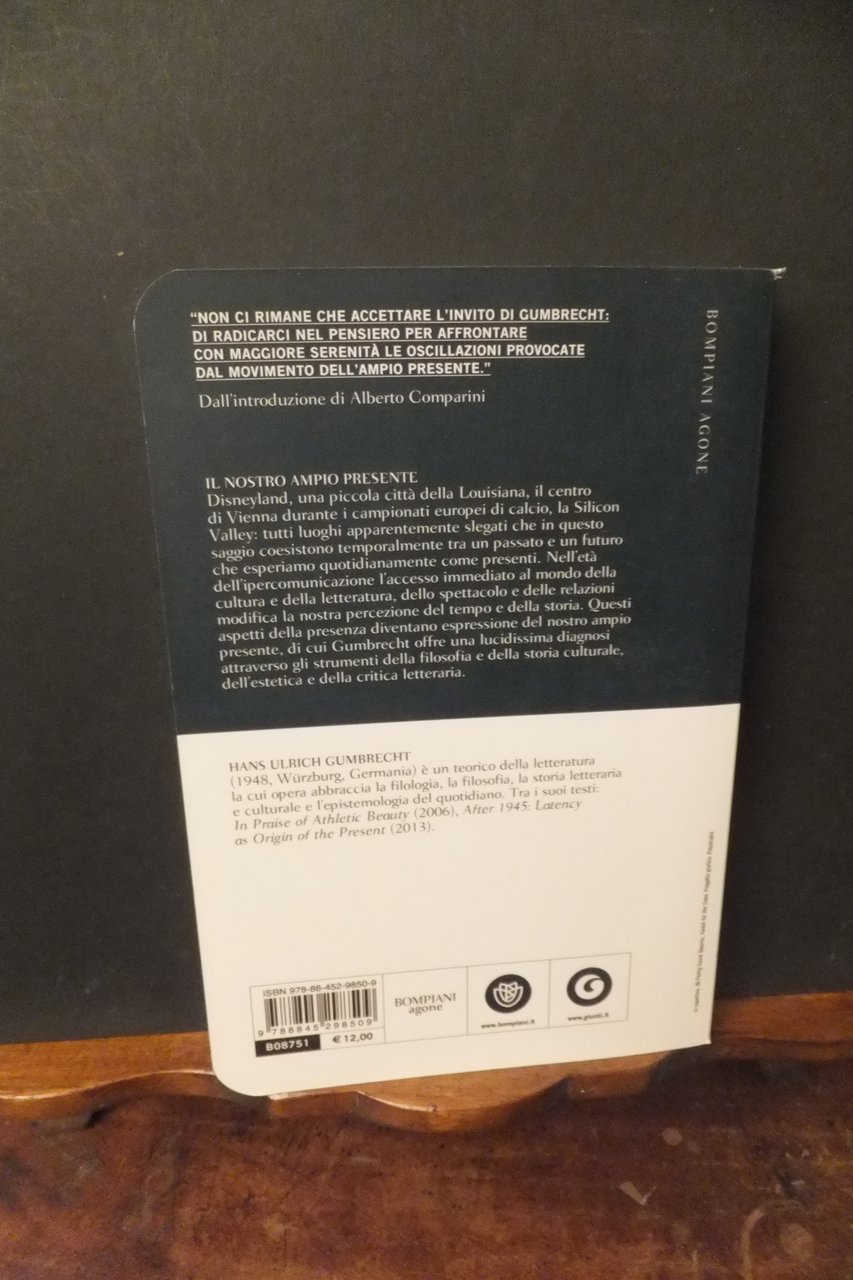 “NON CI RIMANE CHE ACCETTARE L’INVITO DI GUMBRECHT:
DI RADICARCI NEL PENSIERO PER AFFRONTARE
CON MAGGIORE SERENITÀ LE OSCILLAZIONI PROVOCATE
DAL MOVIMENTO DELL’AMPIO PRESENTE.”
Dall’introduzione di Alberto Comparini
BOMPIANI AGONE
IL NOSTRO AMPIO PRESENTE
Disneyland, una piccola città della Louisiana, il centro
di Vienna durante i campionati europei di calcio, la Silicon
Valley: tutti luoghi apparentemente slegati che in questo
saggio coesistono temporalmente tra un passato e un futuro
che esperiamo quotidianamente come presenti. Nell’età
dell’ipercomunicazione l’accesso immediato al mondo della
cultura e della letteratura, dello spettacolo e delle relazioni
modifica la nostra percezione del tempo e della storia. Questi
aspetti della presenza diventano espressione del nostro ampio
presente, di cui Gumbrecht offre una lucidissima diagnosi
attraverso gli strumenti della filosofia e della storia culturale,
dell’estetica e della critica letteraria.
HANS ULRICH GUMBRECHT
(1948, Würzburg, Germania) è un teorico della letteratura
la cui opera abbraccia la filologia, la filosofia, la storia letteraria
e culturale e l’epistemologia del quotidiano. Tra i suoi testi:
In Praise of Athletic Beauty (2006), After 1945: Latency
as Origin of the Present (2013).
ISBN 978-88-452-9850-9
9 788845 298509
B08751 € 12,00
BOMPIANI
agone
www.bompiani.it
www.giunti.it